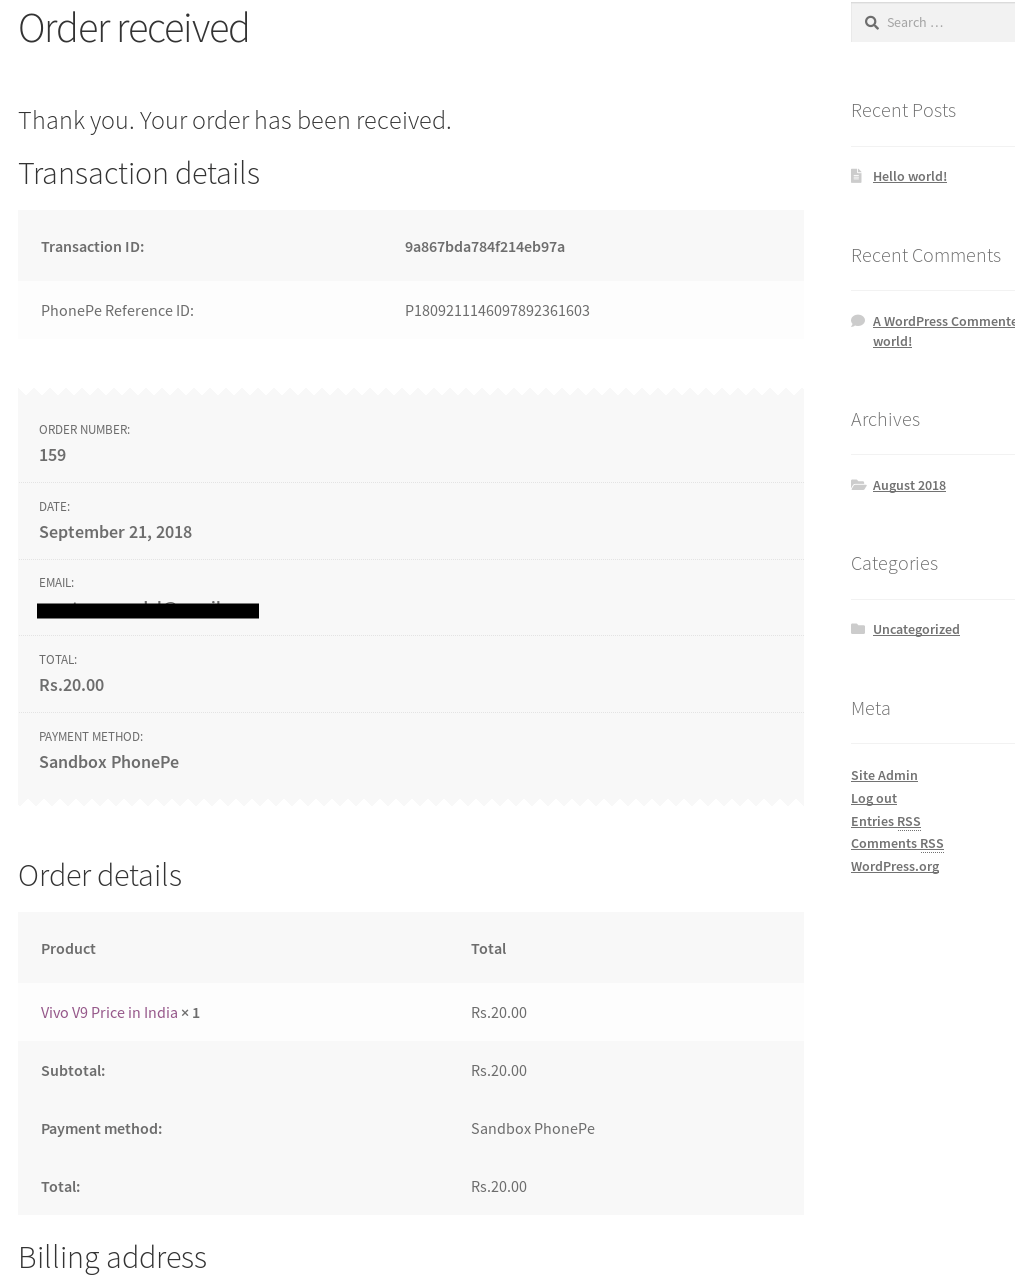 Order received
Thank you. Your order has been received.
Transaction details
Transaction ID: 9a867bda784f214eb97a
PhonePe Reference ID: P1809211146097892361603
ORDER NUMBER:
159
DATE:
September 21, 2018
EMAIL:
TOTAL:
Rs.20.00
PAYMENT METHOD:
Sandbox PhonePe
Order details
Product Total
Vivo V9 Price in India × 1 Rs.20.00
Subtotal: Rs.20.00
Payment method: Sandbox PhonePe
Total: Rs.20.00
Billing address
Search …
Recent Posts
Hello world!
Recent Comments
A WordPress Commente
world!
Archives
August 2018
Categories
Uncategorized
Meta
Site Admin
Log out
Entries RSS
Comments RSS
WordPress.org